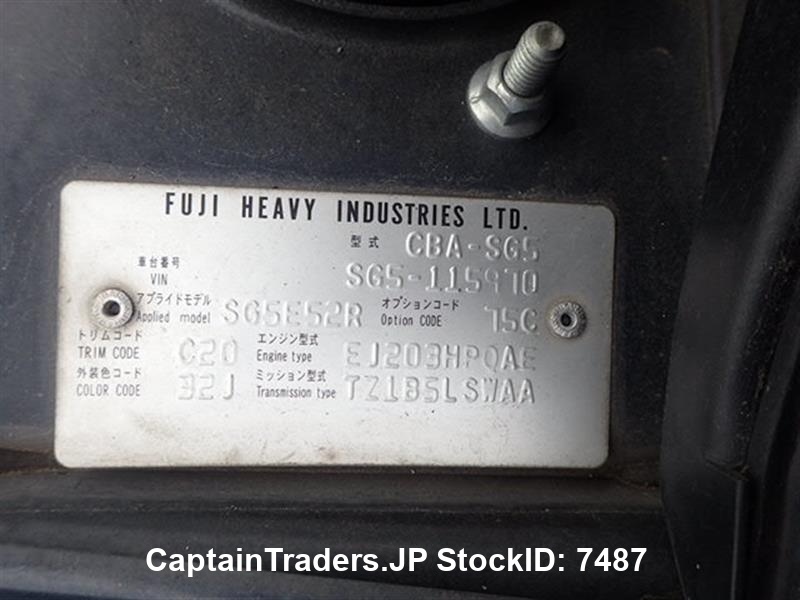 FUJI HEAVY INDUSTRIES LTD.
型式 CBA-SG5
車台番号 VIN SG5-115970
アプライドモデル Applied model SG5E52R オプションコード Option CODE 75C
トリムコード TRIM CODE C20 エンジン型式 Engine type EJ203HPQAE
外装色コード COLOR CODE 32J ミッション型式 Transmission type TZ1B5LSWAA
CaptainTraders.JP StockID: 7487